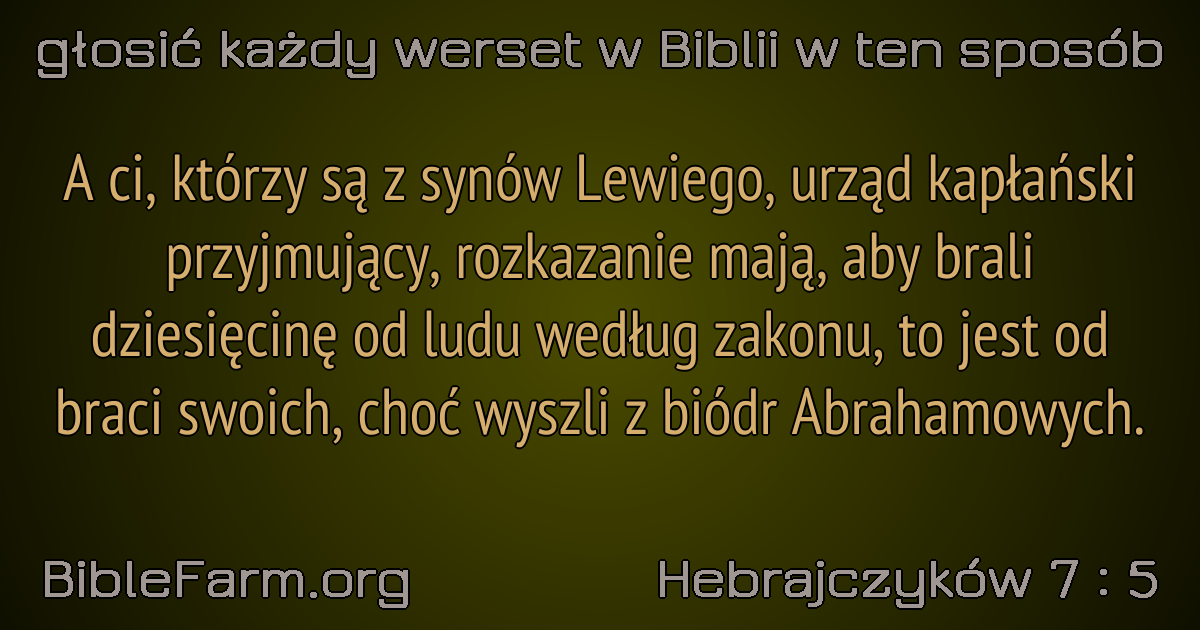 głosić każdy werset w Biblii w ten sposób
A ci, którzy są z synów Lewiego, urząd kapłański
przyjmujący, rozkazanie mają, aby brali
dziesięcinę od ludu według zakonu, to jest od
braci swoich, choć wyszli z biódr Abrahamowych.
BibleFarm.org
Hebrajczyków 7 : 5